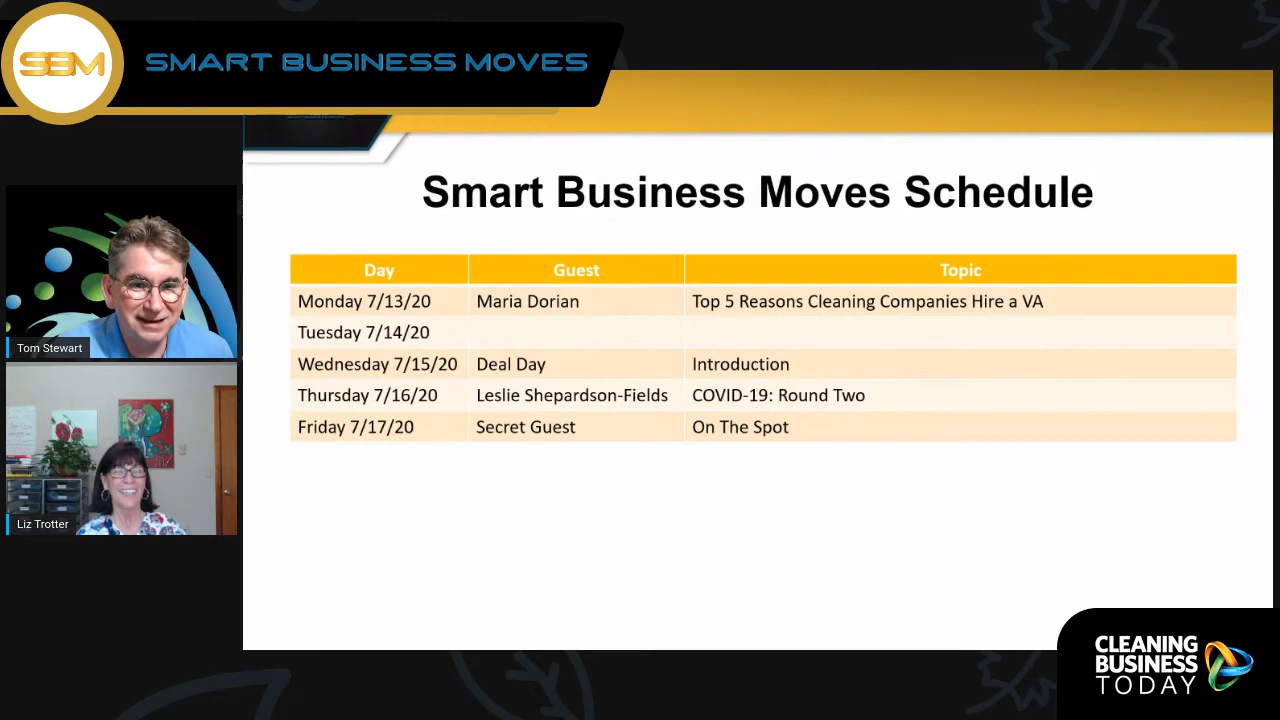 SBM
SMART BUSINESS MOVES
Smart Business Moves Schedule
Day Guest Topic
Monday 7/13/20 Maria Dorian Top 5 Reasons Cleaning Companies Hire a VA
Tuesday 7/14/20
Wednesday 7/15/20 Deal Day Introduction
Thursday 7/16/20 Leslie Shepardson-Fields COVID-19: Round Two
Friday 7/17/20 Secret Guest On The Spot
Tom Stewart
Liz Trotter
CLEANING
BUSINESS
TODAY